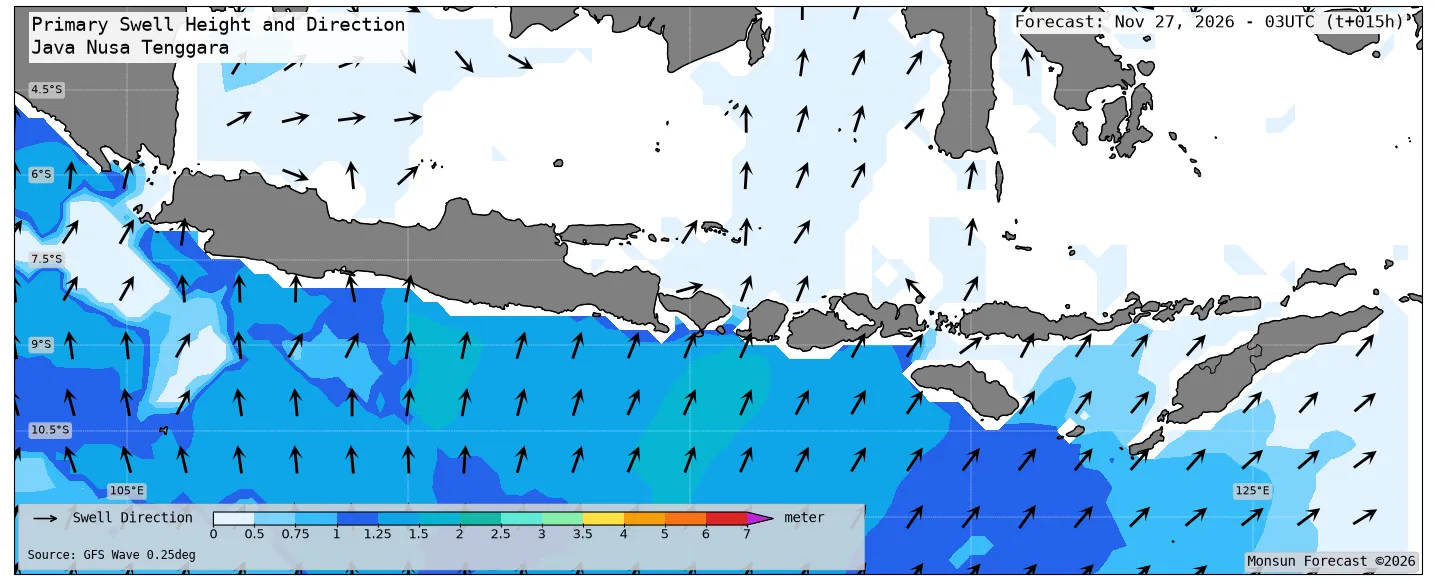 Primary Swell Height and Direction
Java Nusa Tenggara
Forecast: Nov 27, 2026 - 03UTC (t+015h)
4.5°S
6°S
7.5°S
9°S
10.5°S
105°E
125°E
Swell Direction
0 0.5 0.75 1 1.25 1.5 2 2.5 3 3.5 4 5 6 7
meter
Source: GFS Wave 0.25deg
Monsun Forecast ©2026